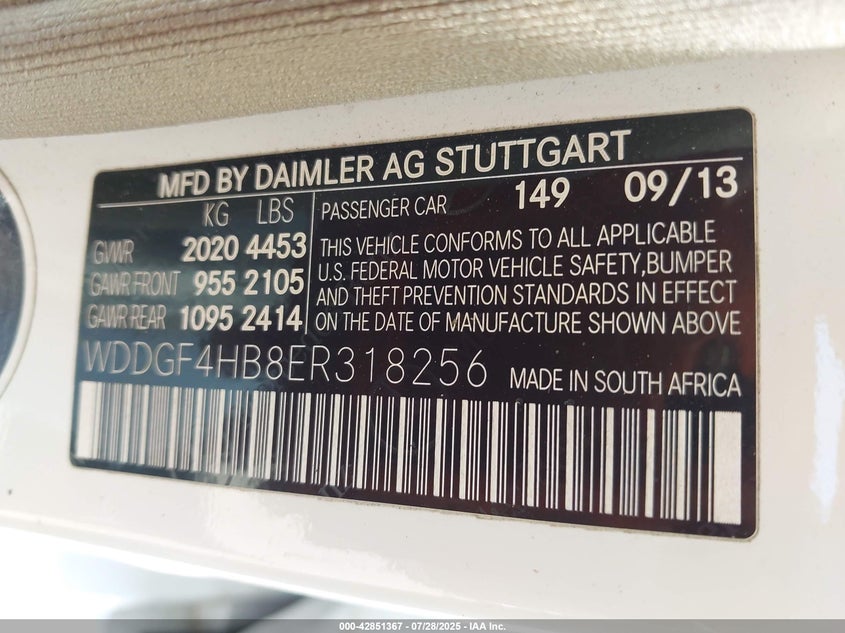 MFD BY DAIMLER AG STUTTGART
KG LBS
GVWR 2020 4453
GAWR FRONT 955 2105
GAWR REAR 1095 2414
PASSENGER CAR 149 09/13
THIS VEHICLE CONFORMS TO ALL APPLICABLE
U.S. FEDERAL MOTOR VEHICLE SAFETY,BUMPER
AND THEFT PREVENTION STANDARDS IN EFFECT
ON THE DATE OF MANUFACTURE SHOWN ABOVE
WDDGF4HB8ER318256 MADE IN SOUTH AFRICA
000-42851367 - 07/28/2025 - IAA Inc.